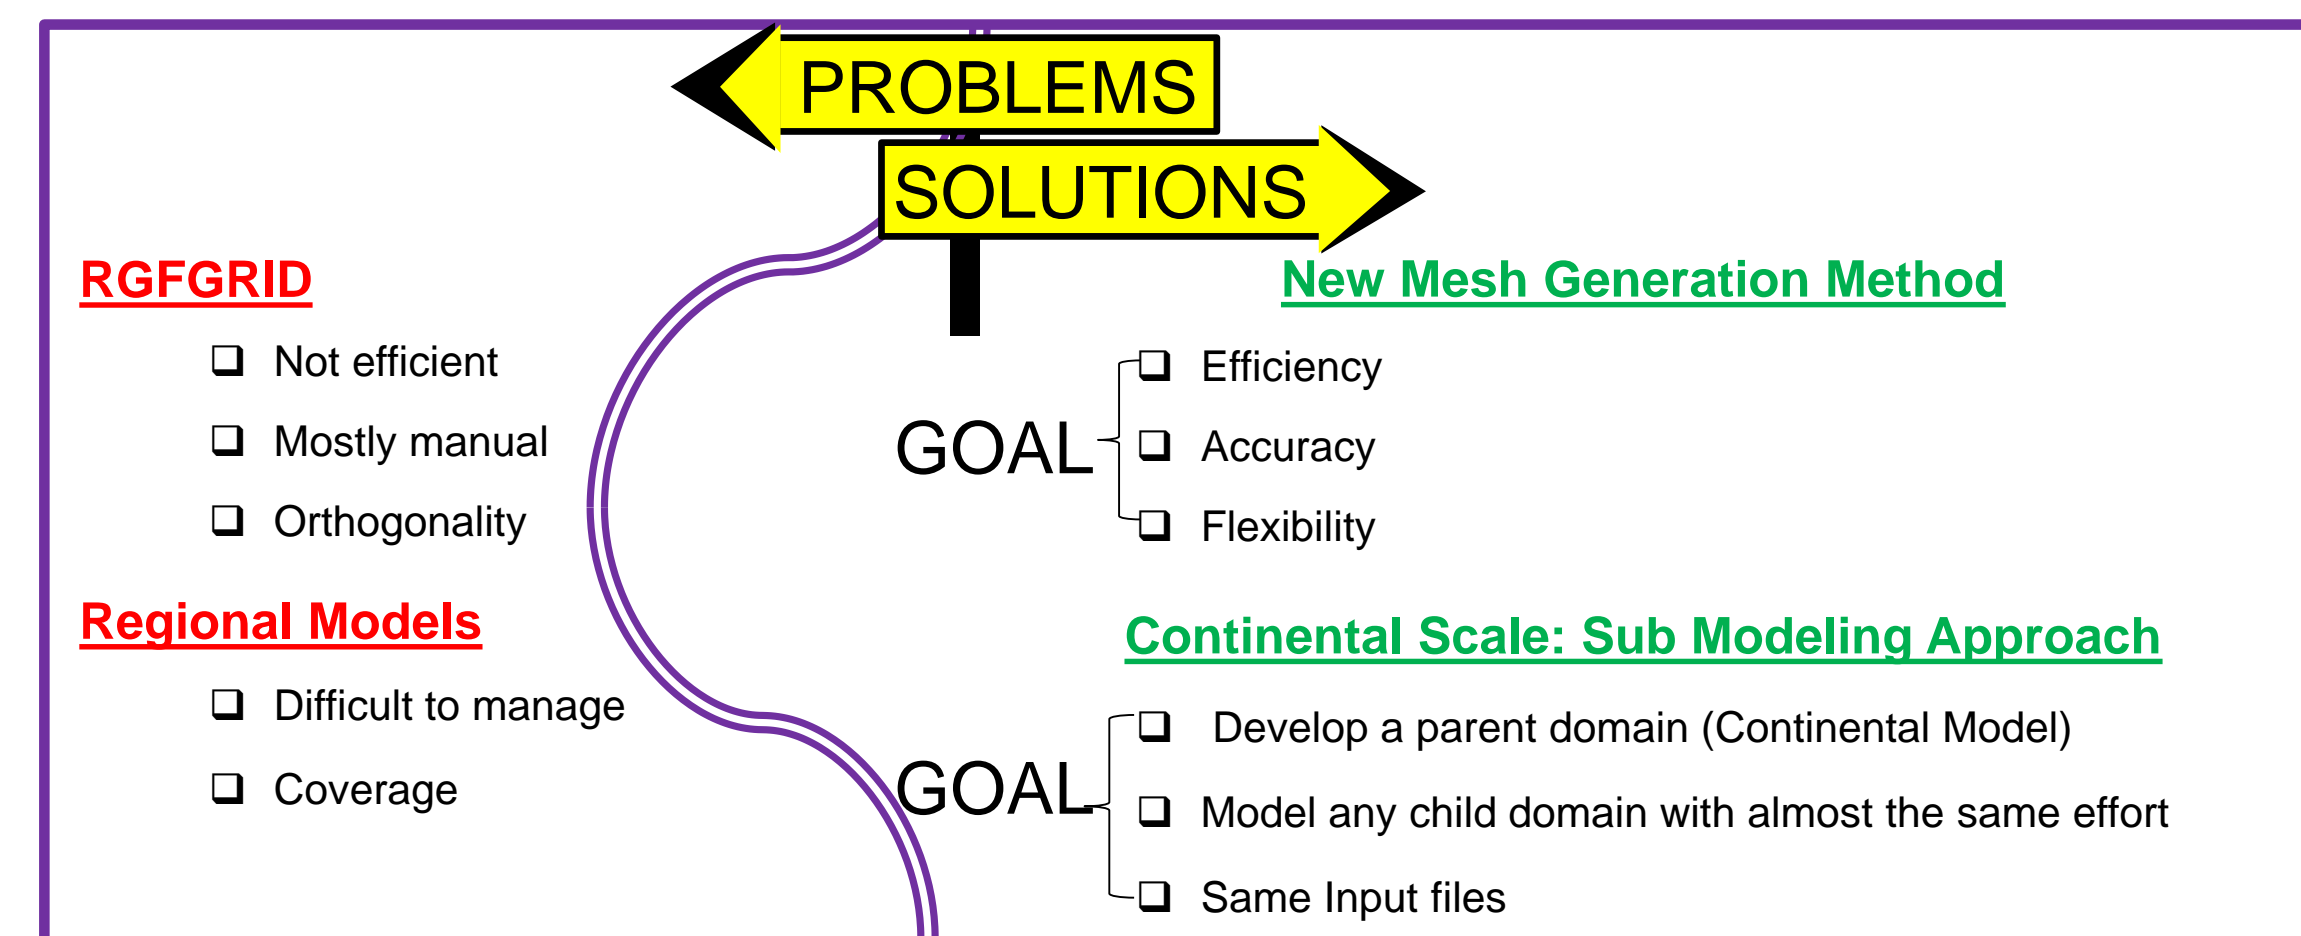 PROBLEMS
SOLUTIONS
RGFGRID
Not efficient
Mostly manual
Orthogonality
Regional Models
Difficult to manage
Coverage
New Mesh Generation Method
GOAL
Efficiency
Accuracy
Flexibility
Continental Scale: Sub Modeling Approach
GOAL
Develop a parent domain (Continental Model)
Model any child domain with almost the same effort
Same Input files